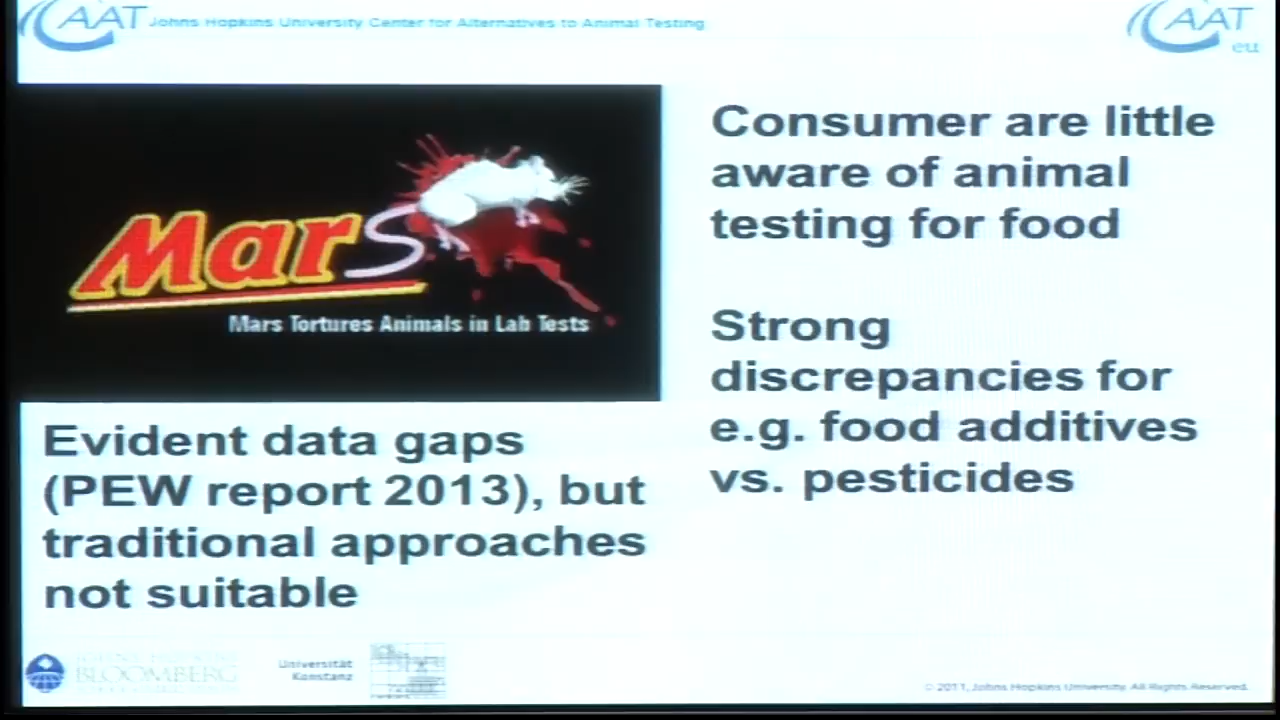 CAAT Johns Hopkins University Center for Alternatives to Animal Testing
CAAT
eu
Mars
Mars Tortures Animals in Lab Tests
Evident data gaps
(PEW report 2013), but
traditional approaches
not suitable
Consumer are little
aware of animal
testing for food
Strong
discrepancies for
e.g. food additives
vs. pesticides
BLOOMBERG
Universität
Konstanz
© 2011, Johns Hopkins University. All Rights Reserved.